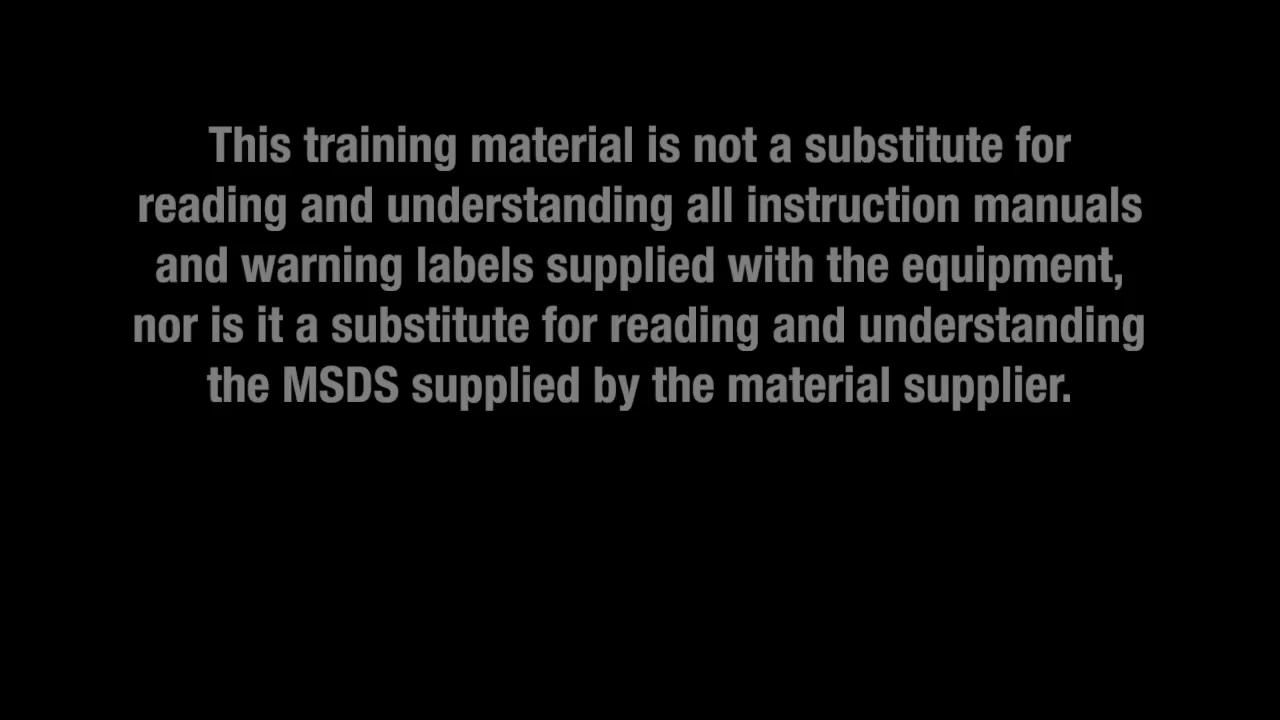 This training material is not a substitute for
reading and understanding all instruction manuals
and warning labels supplied with the equipment,
nor is it a substitute for reading and understanding
the MSDS supplied by the material supplier.